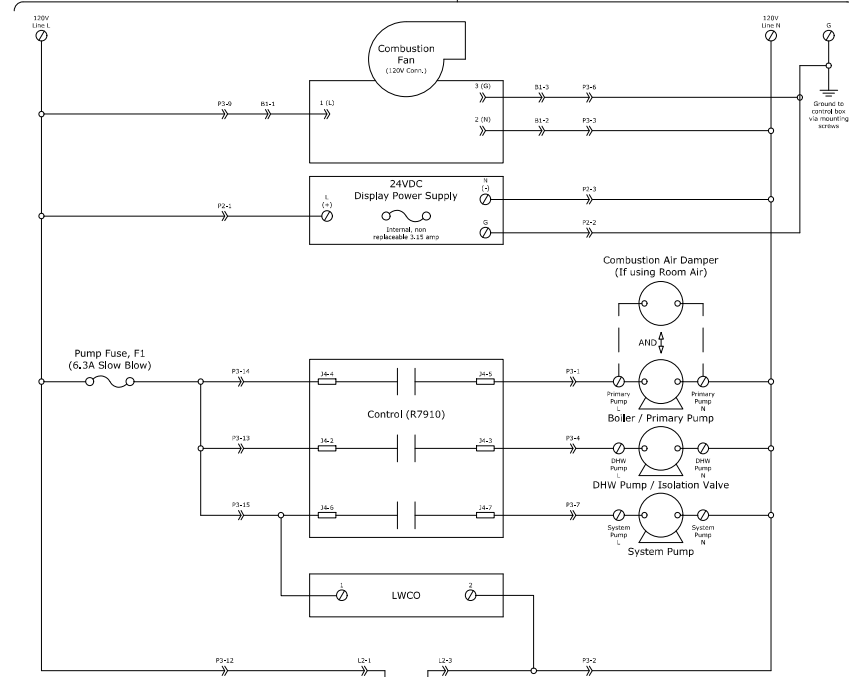 120V
Line L
120V
Line N
G
Combustion
Fan
(120V Conn.)
3 (G)
B1-3
P3-6
P3-9
B1-1
1 (L)
Ground to
control box
via mounting
screws
2 (N)
B1-2
P3-3
24VDC
Display Power Supply
N
(-)
L
(+)
P2-3
P2-1
Internal, non
replaceable 3.15 amp
G
P2-2
Combustion Air Damper
(If using Room Air)
AND
Pump Fuse, F1
(6.3A Slow Blow)
P3-14
J4-4
J4-5
P3-1
Primary
Pump
L
Primary
Pump
N
Control (R7910)
Boiler / Primary Pump
P3-13
J4-2
J4-3
P3-4
DHW
Pump
L
DHW
Pump
N
DHW Pump / Isolation Valve
P3-15
J4-6
J4-7
P3-7
System
Pump
L
System
Pump
N
System Pump
1
LWCO
2
P3-12
L2-1
L2-3
P3-2